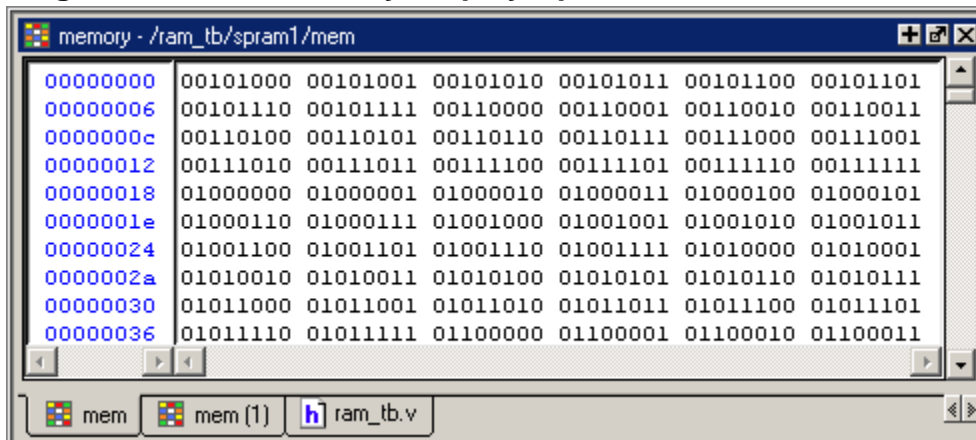 memory - /ram_tb/spram1/mem
00000000 00101000 00101001 00101010 00101011 00101100 00101101
00000006 00101110 00101111 00110000 00110001 00110010 00110011
0000000c 00110100 00110101 00110110 00110111 00111000 00111001
00000012 00111010 00111011 00111100 00111101 00111110 00111111
00000018 01000000 01000001 01000010 01000011 01000100 01000101
0000001e 01000110 01000111 01001000 01001001 01001010 01001011
00000024 01001100 01001101 01001110 01001111 01010000 01010001
0000002a 01010010 01010011 01010100 01010101 01010110 01010111
00000030 01011000 01011001 01011010 01011011 01011100 01011101
00000036 01011110 01011111 01100000 01100001 01100010 01100011
mem mem (1) h ram_tb.v